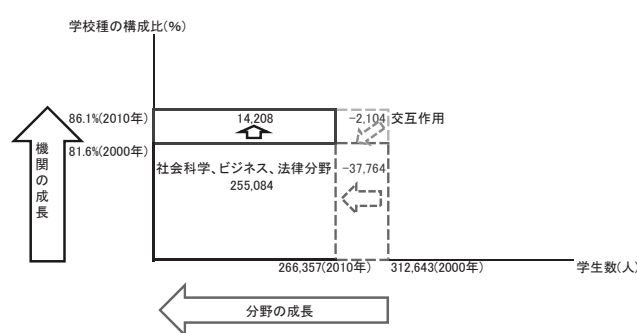 学校種の構成比(%)
86.1%(2010年)
14,208
-2,104
交互作用
81.6%(2000年)
機関の成長
社会科学、ビジネス、法律分野
255,084
-37,764
266,357(2010年)
312,643(2000年)
学生数(人)
分野の成長